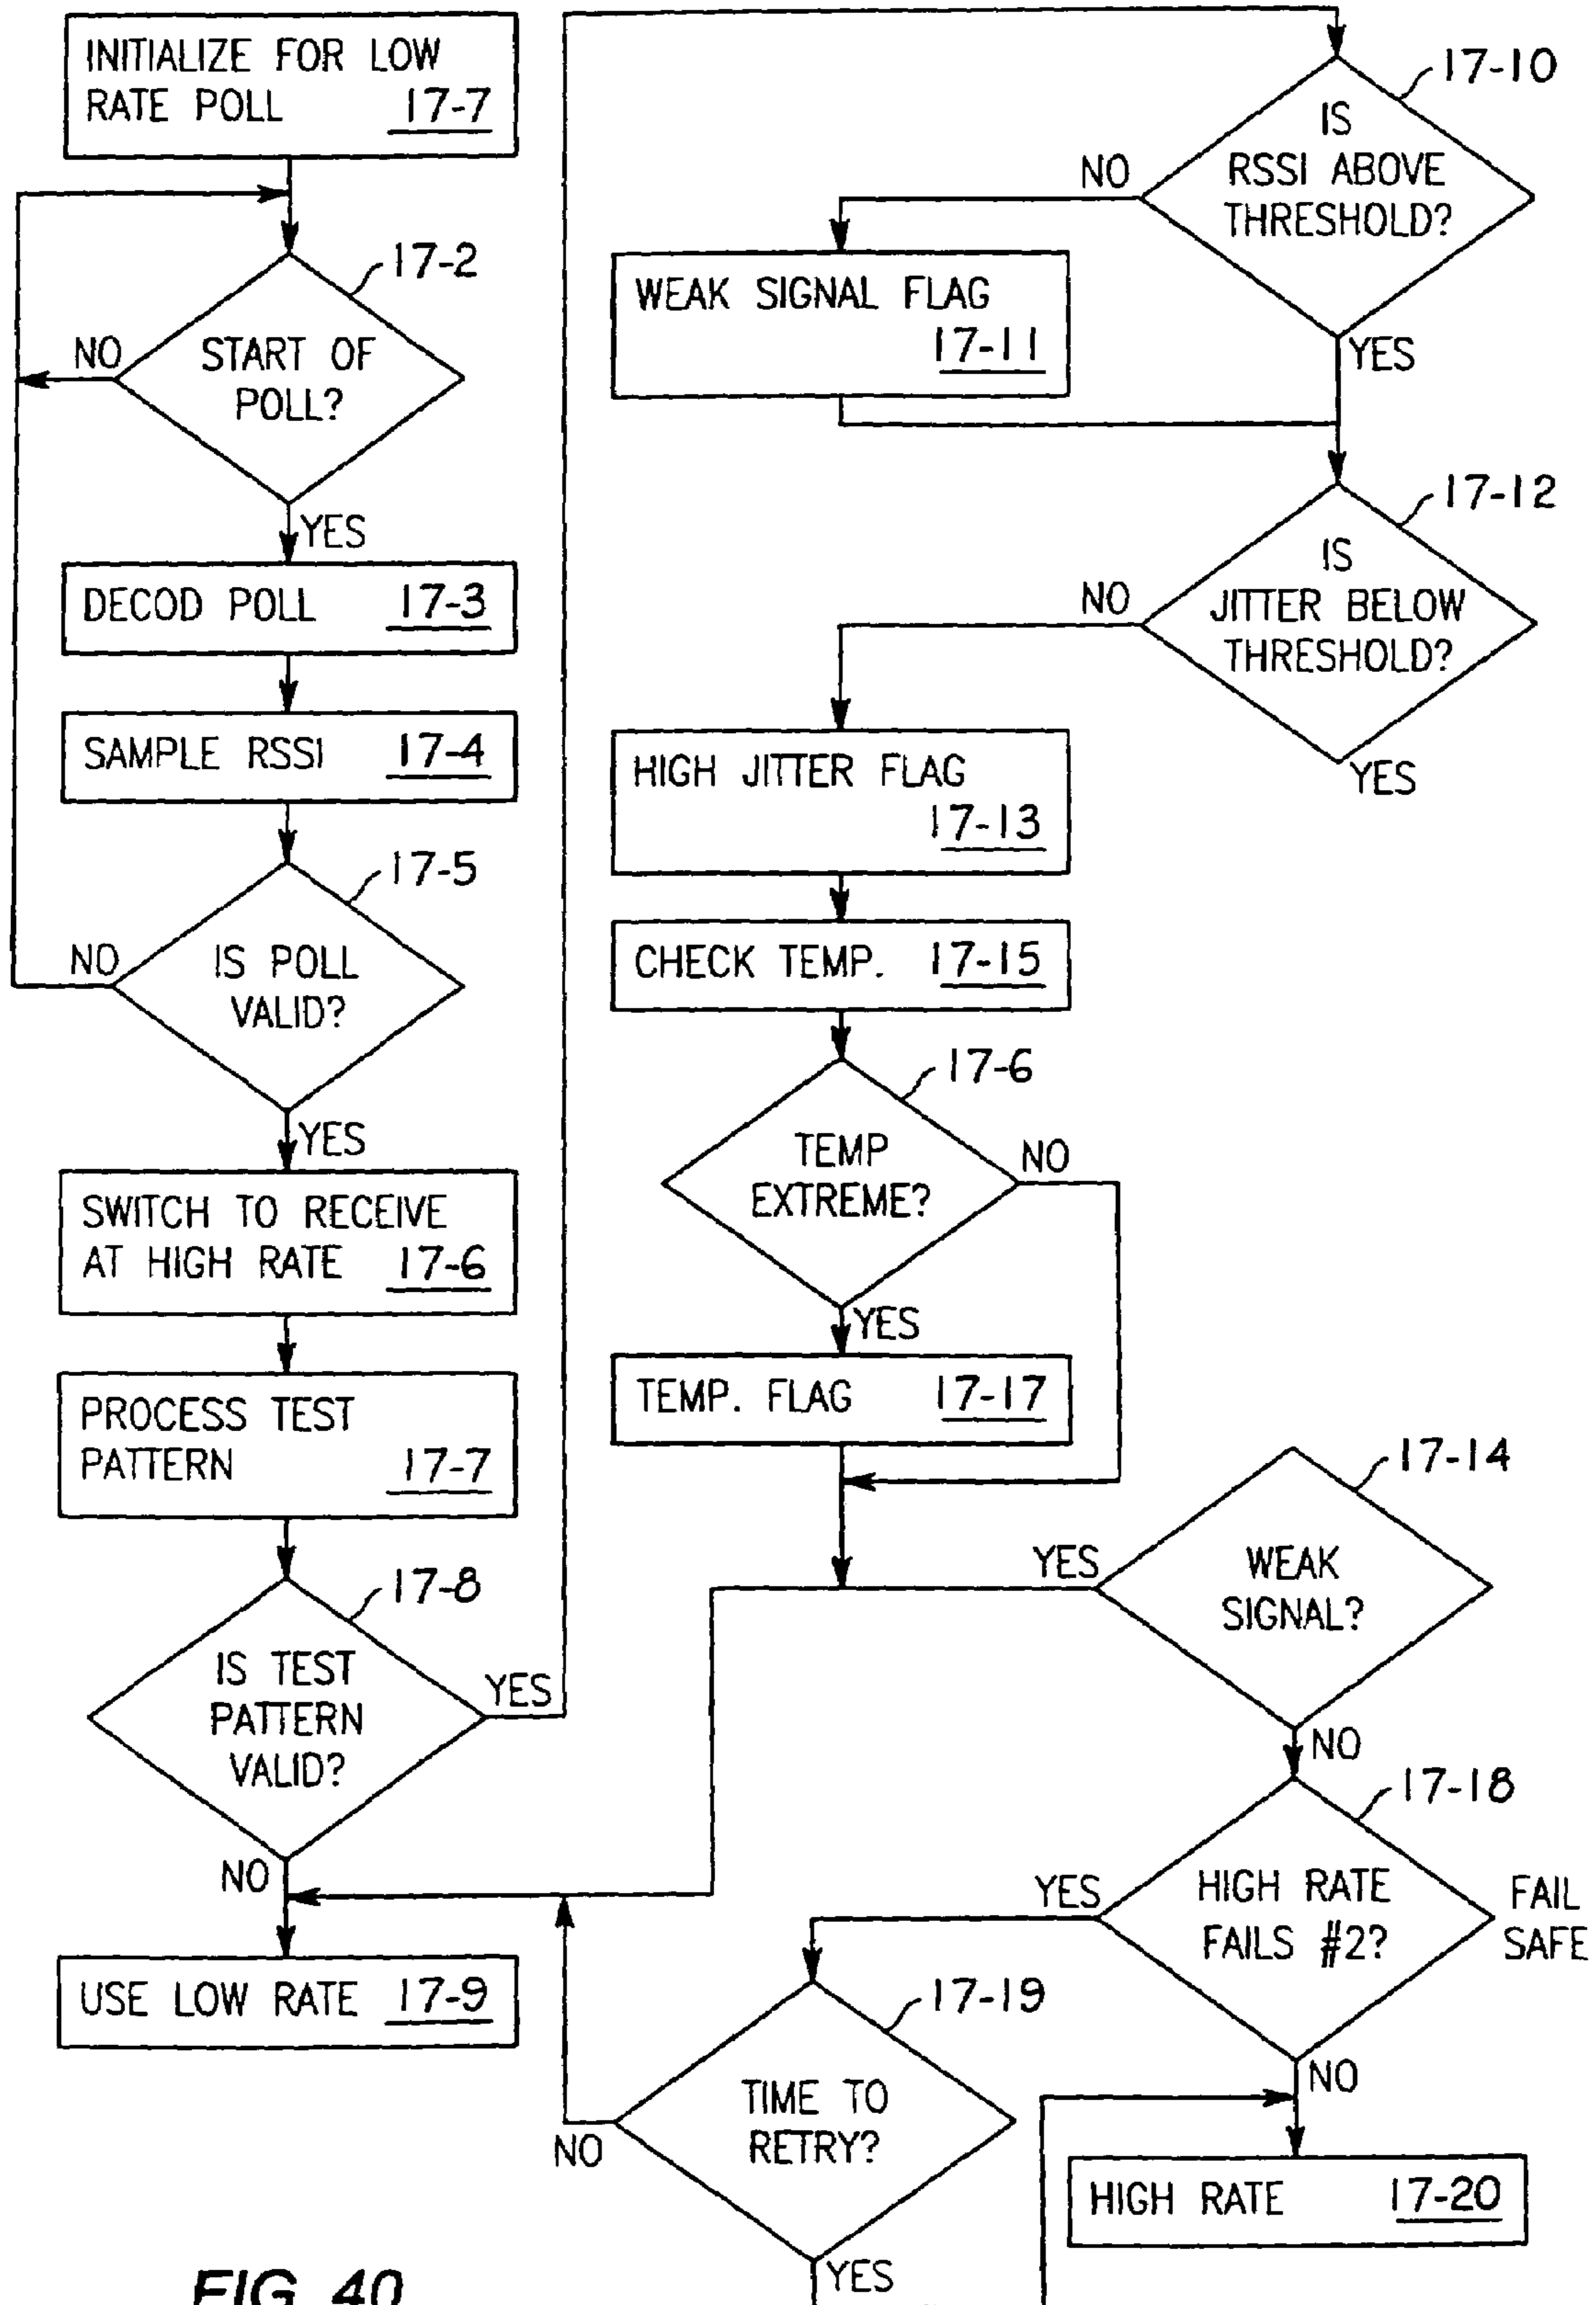 INITIALIZE FOR LOW
RATE POLL 17-7
17-2
NO
START OF
POLL?
YES
DECOD POLL 17-3
SAMPLE RSSI 17-4
17-5
NO
IS POLL
VALID?
YES
SWITCH TO RECEIVE
AT HIGH RATE 17-6
PROCESS TEST
PATTERN 17-7
17-8
IS TEST
PATTERN
VALID?
YES
NO
USE LOW RATE 17-9
17-10
IS
RSSI ABOVE
THRESHOLD?
NO
YES
WEAK SIGNAL FLAG
17-11
17-12
IS
JITTER BELOW
THRESHOLD?
NO
YES
HIGH JITTER FLAG
17-13
CHECK TEMP. 17-15
17-6
TEMP
EXTREME?
NO
YES
TEMP. FLAG 17-17
17-14
YES
WEAK
SIGNAL?
NO
17-18
YES
HIGH RATE
FAILS #2?
FAIL
SAFE
NO
17-19
TIME TO
RETRY?
NO
YES
HIGH RATE 17-20
FIG. 40